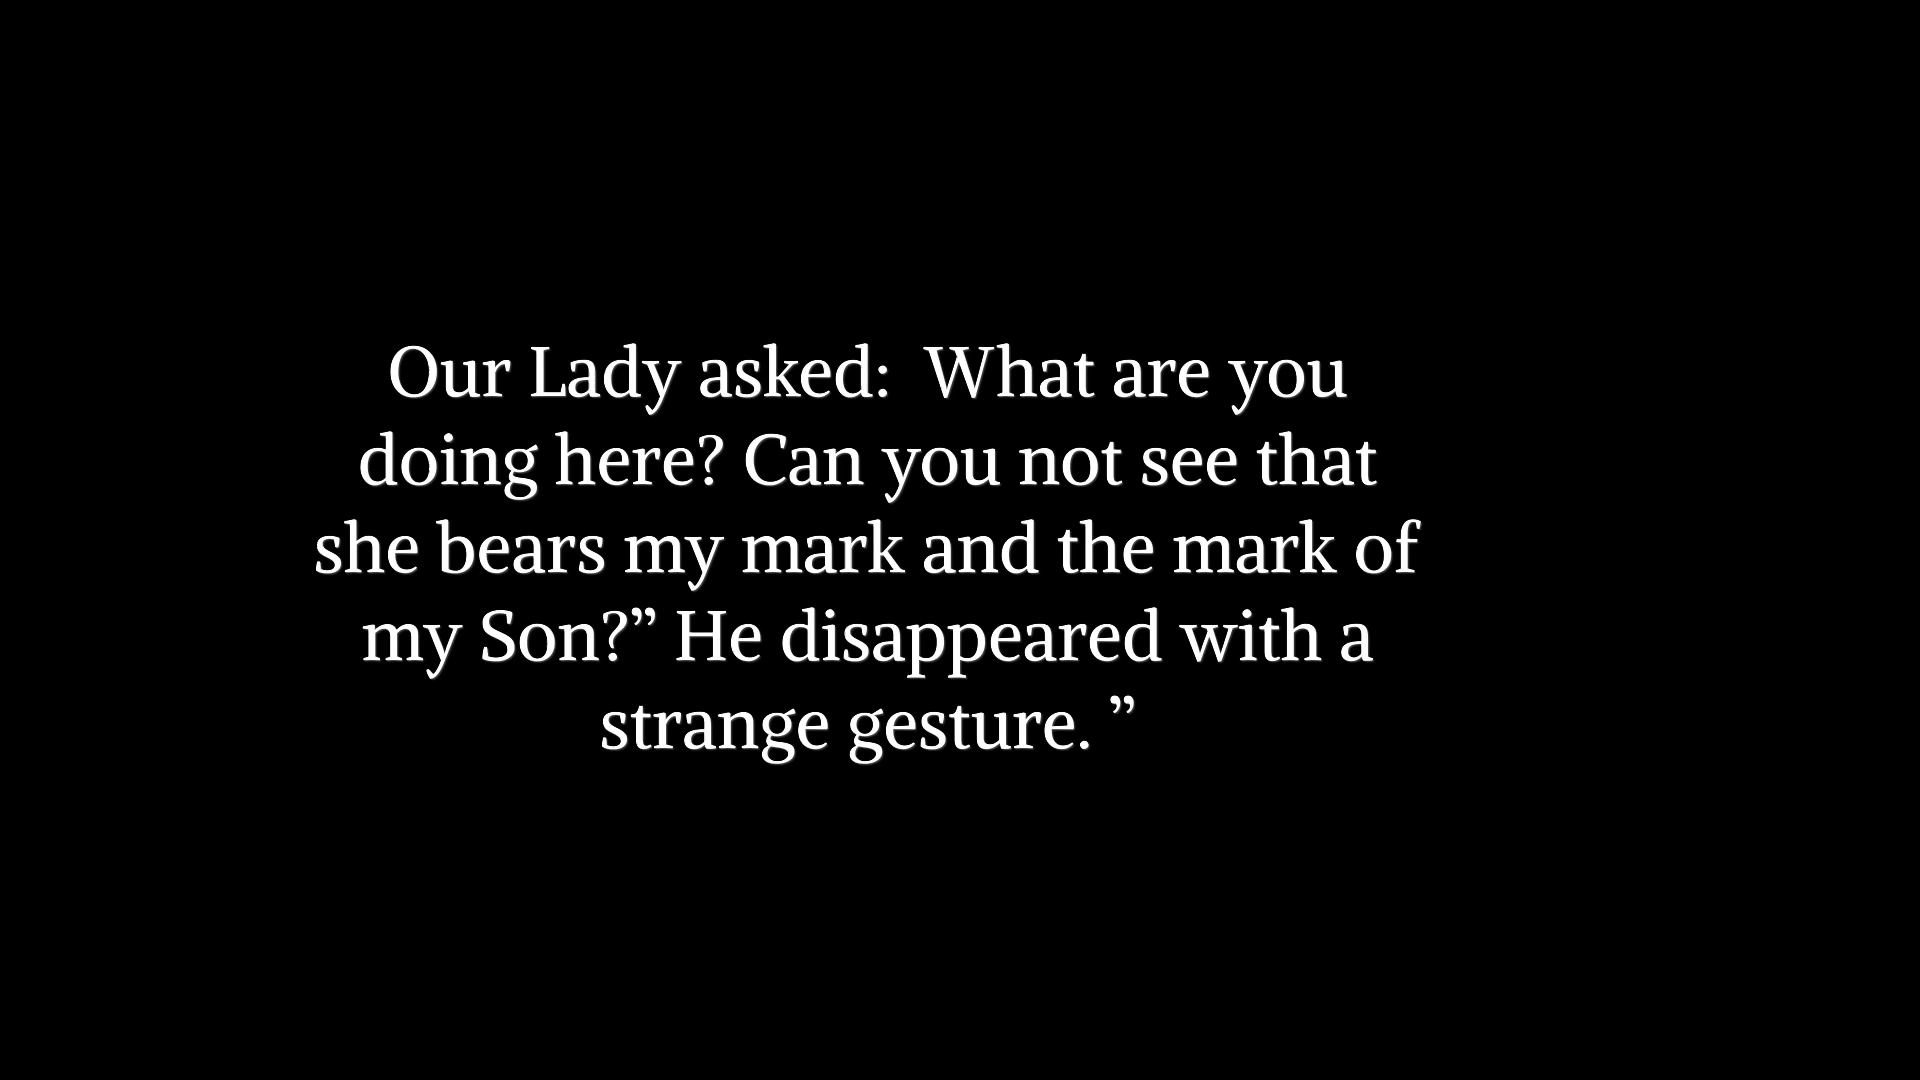 Our Lady asked:  What are you
doing here? Can you not see that
she bears my mark and the mark of
my Son?” He disappeared with a
strange gesture. ”